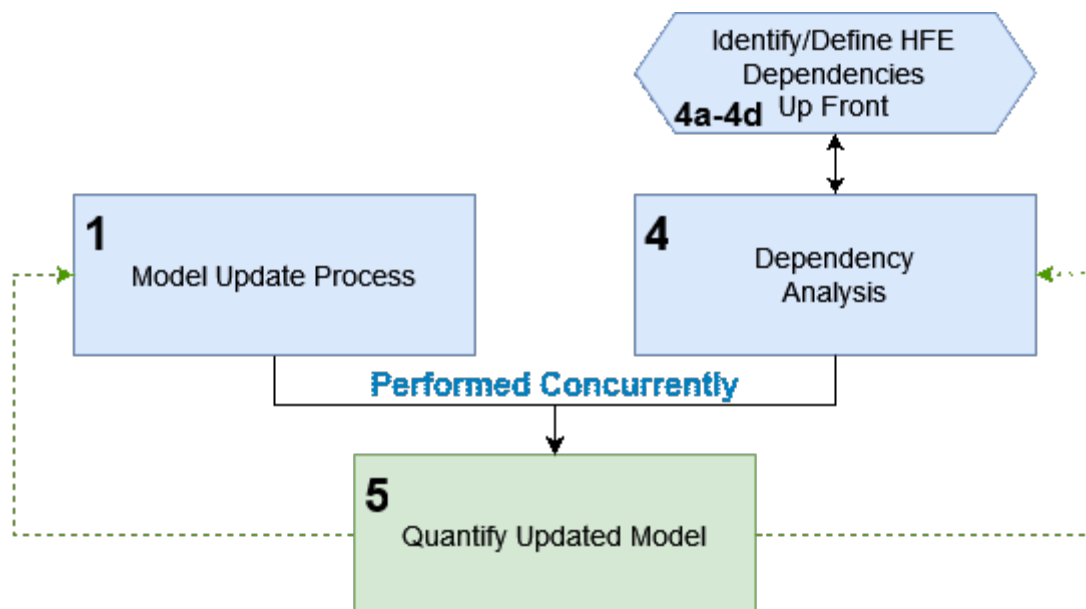 Identify/Define HFE
Dependencies
4a-4d Up Front
1
Model Update Process
4
Dependency
Analysis
Performed Concurrently
5
Quantify Updated Model